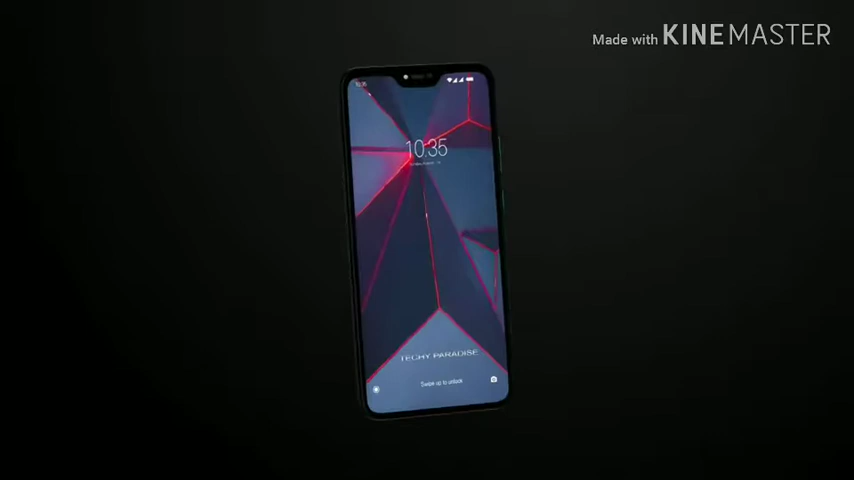 Made with KINEMASTER
10:35
TECHY PARADISE
Swipe up to unlock